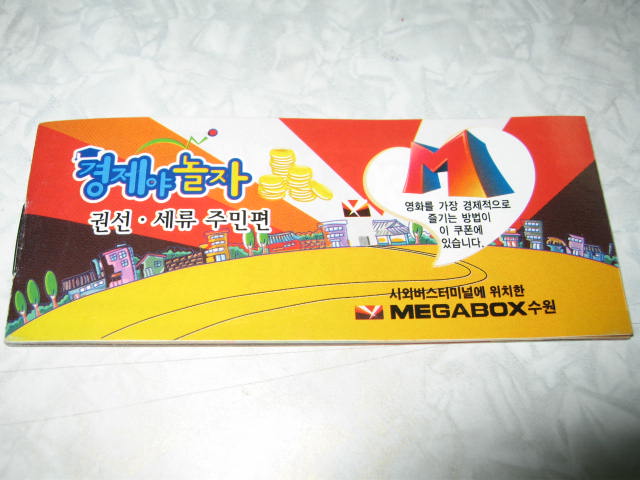 경제야놀자
권선·세류 주민편
M
영화를 가장 경제적으로
즐기는 방법이
이 쿠폰에
있습니다.
시외버스터미널에 위치한
MEGABOX수원